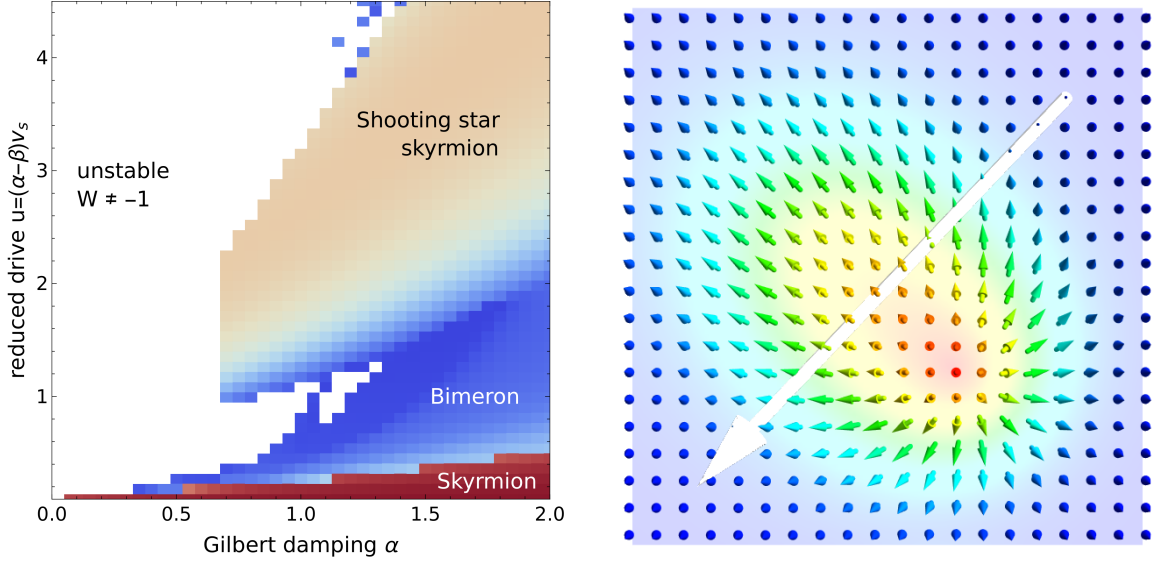 reduced drive u=(α–β)v_s
4
3
2
1
0.0
0.5
1.0
1.5
2.0
Gilbert damping α
unstable
W ≠ –1
Shooting star
skyrmion
Bimeron
Skyrmion